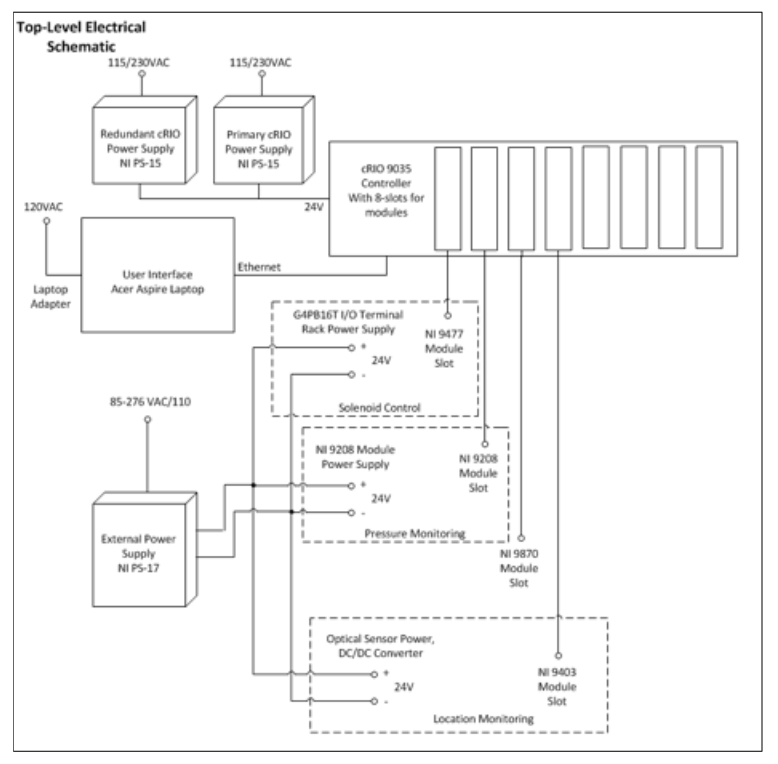 Top-Level Electrical
Schematic
115/230VAC
115/230VAC
Redundant cRIO
Power Supply
NI PS-15
Primary cRIO
Power Supply
NI PS-15
cRIO 9035
Controller
With 8-slots for
modules
24V
120VAC
Laptop
Adapter
User Interface
Acer Aspire Laptop
Ethernet
G4PB16T I/O Terminal
Rack Power Supply
+
24V
-
NI 9477
Module
Slot
Solenoid Control
85-276 VAC/110
NI 9208 Module
Power Supply
+
24V
-
NI 9208
Module
Slot
Pressure Monitoring
External Power
Supply
NI PS-17
NI 9870
Module
Slot
Optical Sensor Power,
DC/DC Converter
+
24V
-
NI 9403
Module
Slot
Location Monitoring